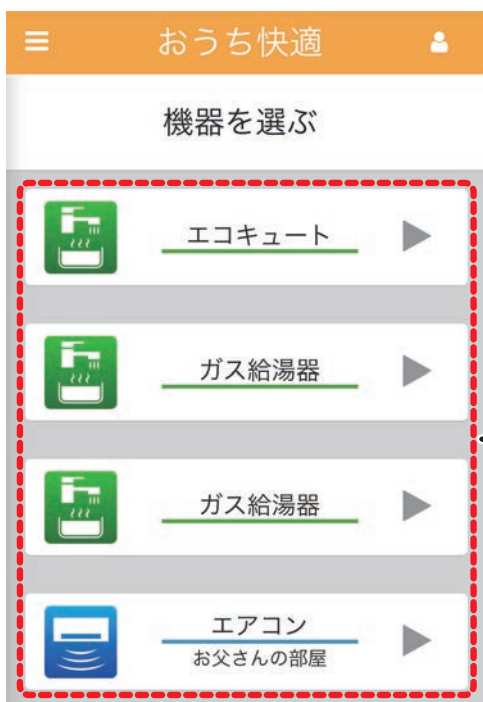 おうち快適
機器を選ぶ
エコキュート
ガス給湯器
ガス給湯器
エアコン
お父さんの部屋